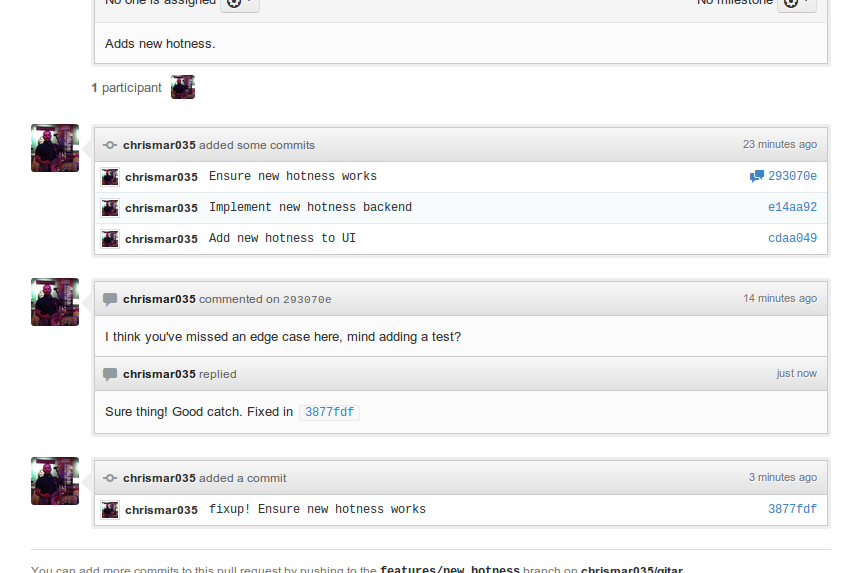 No one is assigned No milestone
Adds new hotness.
1 participant
chrismar035 added some commits 23 minutes ago
chrismar035 Ensure new hotness works 293070e
chrismar035 Implement new hotness backend e14aa92
chrismar035 Add new hotness to UI cdaa049
chrismar035 commented on 293070e 14 minutes ago
I think you've missed an edge case here, mind adding a test?
chrismar035 replied just now
Sure thing! Good catch. Fixed in 3877fdf
chrismar035 added a commit 3 minutes ago
chrismar035 fixup! Ensure new hotness works 3877fdf
You can add more commits to this pull request by pushing to the features/new_hotness branch on chrismar035/gitar